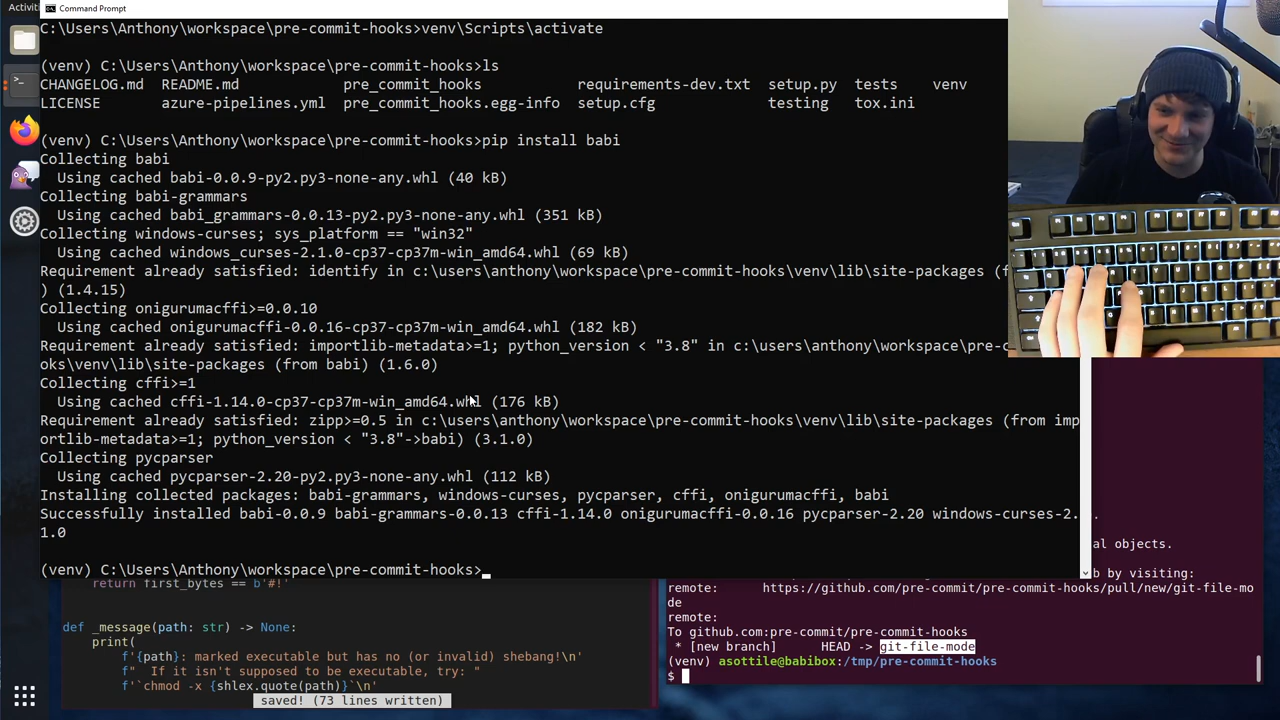 Activiti
Command Prompt
C:\Users\Anthony\workspace\pre-commit-hooks>venv\Scripts\activate
(venv) C:\Users\Anthony\workspace\pre-commit-hooks>ls
CHANGELOG.md README.md pre_commit_hooks requirements-dev.txt setup.py tests venv
LICENSE azure-pipelines.yml pre_commit_hooks.egg-info setup.cfg testing tox.ini
(venv) C:\Users\Anthony\workspace\pre-commit-hooks>pip install babi
Collecting babi
Using cached babi-0.0.9-py2.py3-none-any.whl (40 kB)
Collecting babi-grammars
Using cached babi_grammars-0.0.13-py2.py3-none-any.whl (351 kB)
Collecting windows-curses; sys_platform == "win32"
Using cached windows_curses-2.1.0-cp37-cp37m-win_amd64.whl (69 kB)
Requirement already satisfied: identify in c:\users\anthony\workspace\pre-commit-hooks\venv\lib\site-packages (f
) (1.4.15)
Collecting onigurumacffi>=0.0.10
Using cached onigurumacffi-0.0.16-cp37-cp37m-win_amd64.whl (182 kB)
Requirement already satisfied: importlib-metadata>=1; python_version < "3.8" in c:\users\anthony\workspace\pre-c
oks\venv\lib\site-packages (from babi) (1.6.0)
Collecting cffi>=1
Using cached cffi-1.14.0-cp37-cp37m-win_amd64.whl (176 kB)
Requirement already satisfied: zipp>=0.5 in c:\users\anthony\workspace\pre-commit-hooks\venv\lib\site-packages (from imp
ortlib-metadata>=1; python_version < "3.8"->babi) (3.1.0)
Collecting pycparser
Using cached pycparser-2.20-py2.py3-none-any.whl (112 kB)
Installing collected packages: babi-grammars, windows-curses, pycparser, cffi, onigurumacffi, babi
Successfully installed babi-0.0.9 babi-grammars-0.0.13 cffi-1.14.0 onigurumacffi-0.0.16 pycparser-2.20 windows-curses-2.
1.0
(venv) C:\Users\Anthony\workspace\pre-commit-hooks>
return first_bytes == b'#!'
def _message(path: str) -> None:
print(
f'{path}: marked executable but has no (or invalid) shebang!\n'
f" If it isn't supposed to be executable, try: "
f'`chmod -x {shlex.quote(path)}`\n'
saved! (73 lines written)
al objects.
b by visiting:
remote: https://github.com/pre-commit/pre-commit-hooks/pull/new/git-file-mo
de
remote:
To github.com:pre-commit/pre-commit-hooks
* [new branch] HEAD -> git-file-mode
(venv) asottile@babibox:/tmp/pre-commit-hooks
$